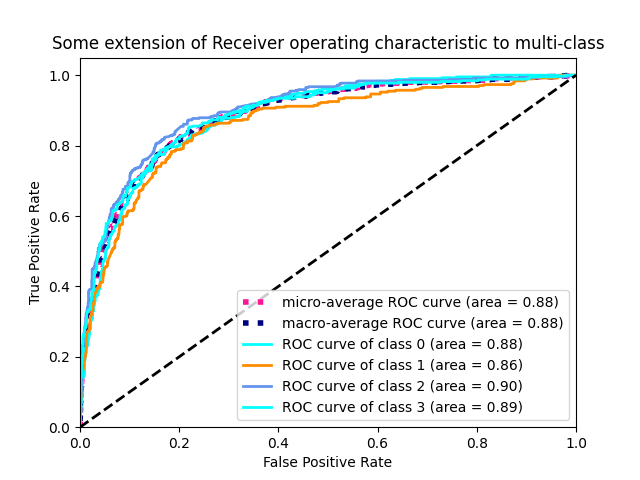 Some extension of Receiver operating characteristic to multi-class
1.0
0.8
0.6
0.4
0.2
0.0
True Positive Rate
micro-average ROC curve (area = 0.88)
macro-average ROC curve (area = 0.88)
ROC curve of class 0 (area = 0.88)
ROC curve of class 1 (area = 0.86)
ROC curve of class 2 (area = 0.90)
ROC curve of class 3 (area = 0.89)
0.0 0.2 0.4 0.6 0.8 1.0
False Positive Rate